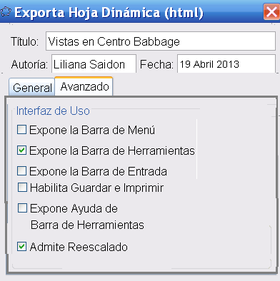 Exporta Hoja Dinámica (html)
Título: Vistas en Centro Babbage
Autoría: Liliana Saidon Fecha: 19 Abril 2013
General Avanzado
Interfaz de Uso
Expone la Barra de Menú
Expone la Barra de Herramientas
Expone la Barra de Entrada
Habilita Guardar e Imprimir
Expone Ayuda de
Barra de Herramientas
Admite Reescalado